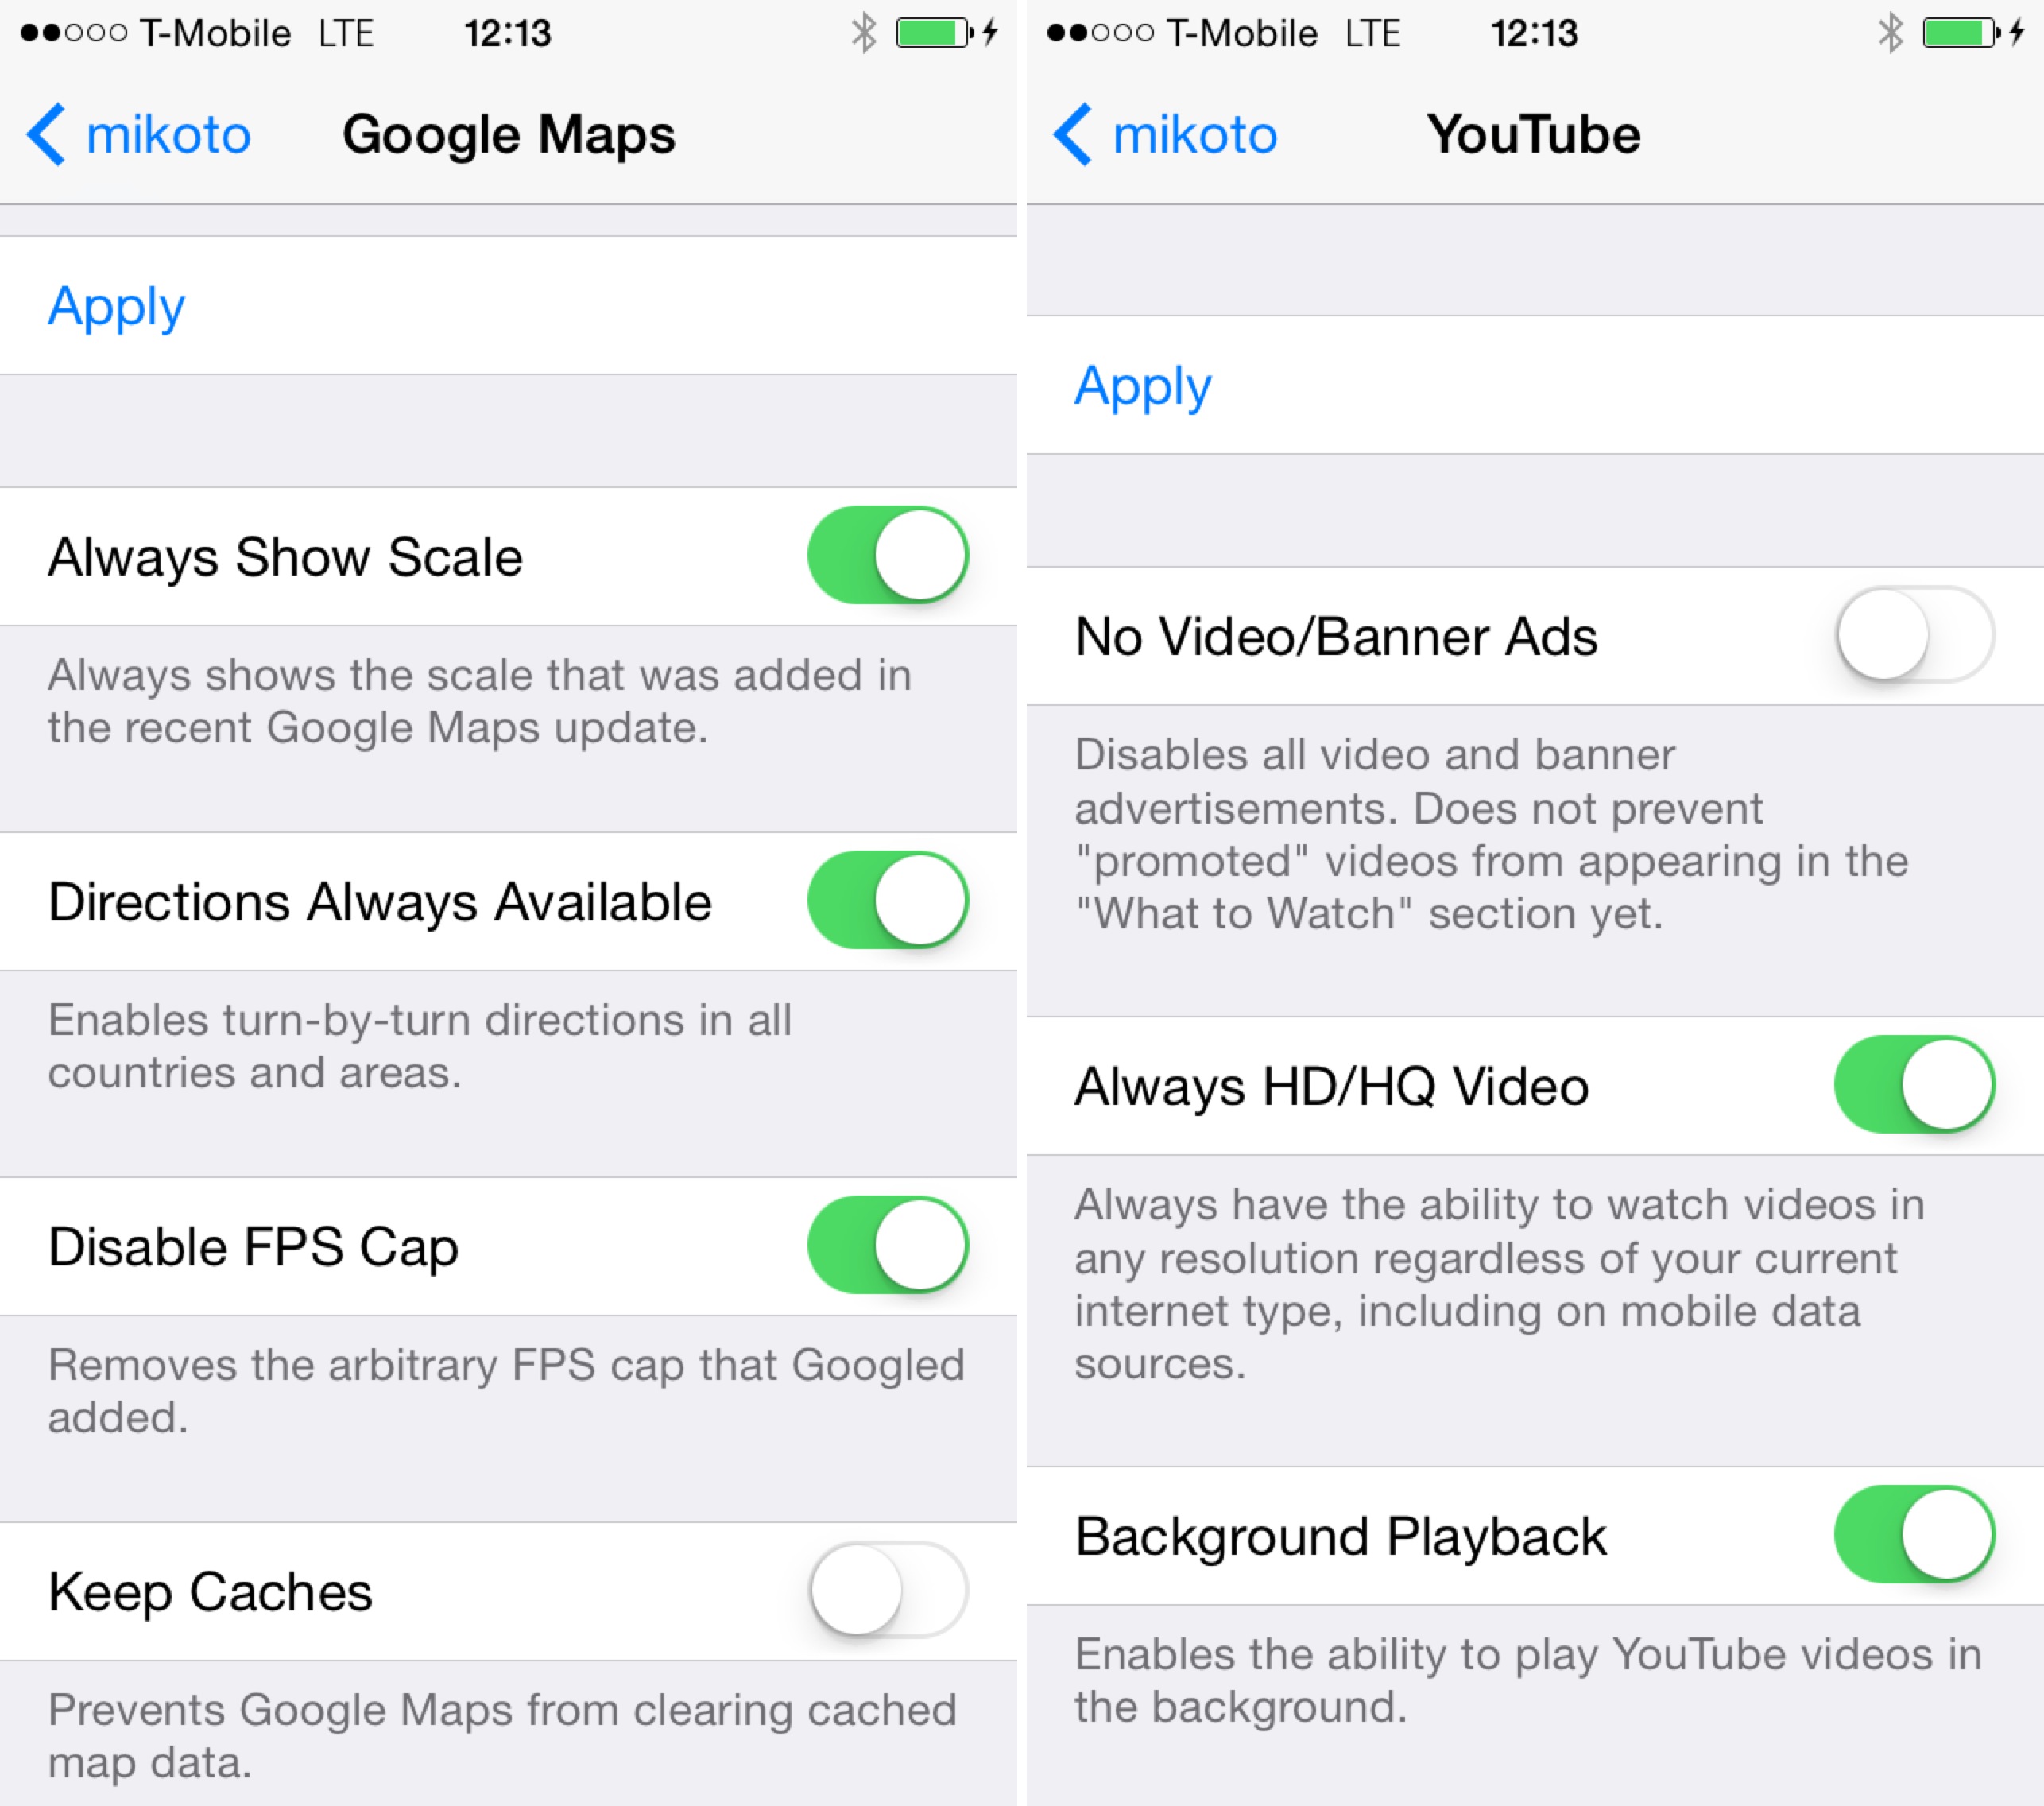 T-Mobile LTE 12:13
mikoto Google Maps
Apply
Always Show Scale
Always shows the scale that was added in
the recent Google Maps update.
Directions Always Available
Enables turn-by-turn directions in all
countries and areas.
Disable FPS Cap
Removes the arbitrary FPS cap that Googled
added.
Keep Caches
Prevents Google Maps from clearing cached
map data.
T-Mobile LTE 12:13
mikoto YouTube
Apply
No Video/Banner Ads
Disables all video and banner
advertisements. Does not prevent
"promoted" videos from appearing in the
"What to Watch" section yet.
Always HD/HQ Video
Always have the ability to watch videos in
any resolution regardless of your current
internet type, including on mobile data
sources.
Background Playback
Enables the ability to play YouTube videos in
the background.